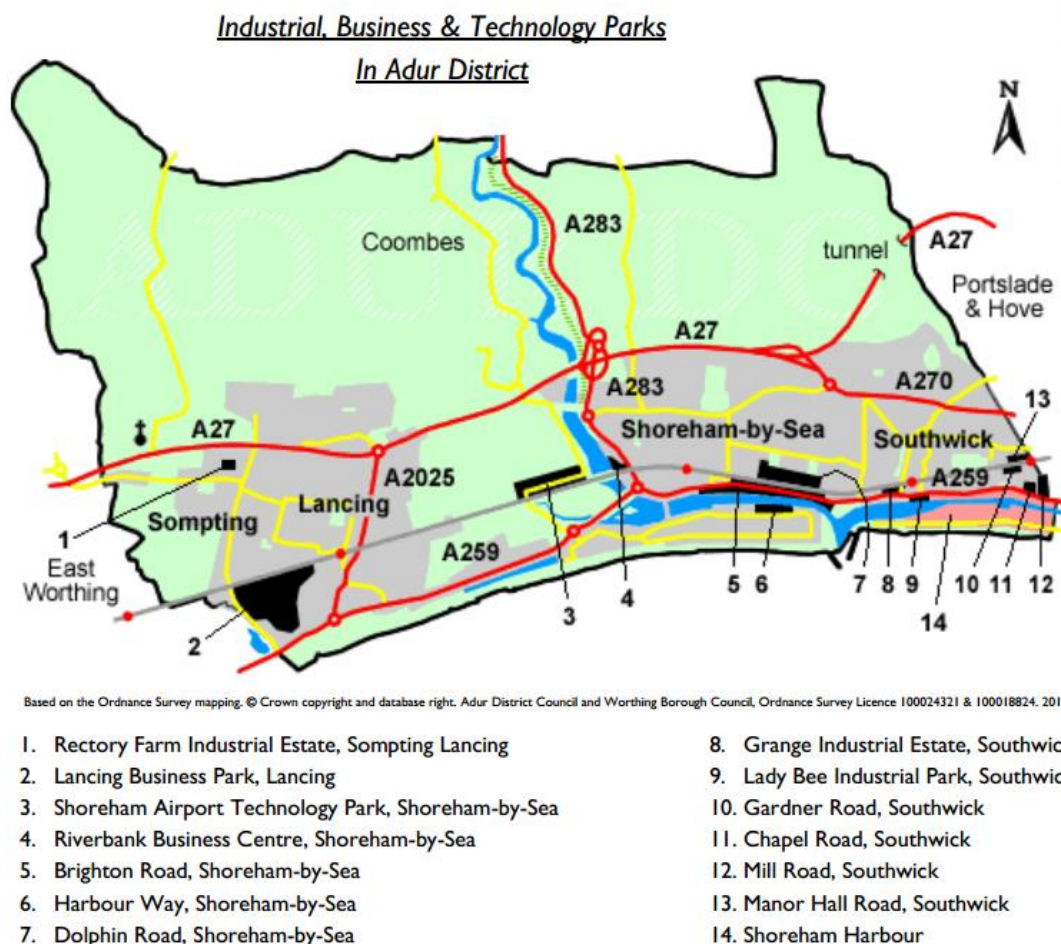 Industrial, Business & Technology Parks
In Adur District
N
A283
Coombes
ADUR DC
tunnel
A27
Portslade
& Hove
A27
A283
A270
13
A27
Shoreham-by-Sea
Southwick
A2025
A259
Lancing
Sompting
1
A259
East
Worthing
5
6
7
8
9
10
11
12
4
3
14
2
Based on the Ordnance Survey mapping. © Crown copyright and database right. Adur District Council and Worthing Borough Council, Ordnance Survey Licence 100024321 & 100018824. 201
1. Rectory Farm Industrial Estate, Sompting Lancing
2. Lancing Business Park, Lancing
3. Shoreham Airport Technology Park, Shoreham-by-Sea
4. Riverbank Business Centre, Shoreham-by-Sea
5. Brighton Road, Shoreham-by-Sea
6. Harbour Way, Shoreham-by-Sea
7. Dolphin Road, Shoreham-by-Sea
8. Grange Industrial Estate, Southwic
9. Lady Bee Industrial Park, Southwic
10. Gardner Road, Southwick
11. Chapel Road, Southwick
12. Mill Road, Southwick
13. Manor Hall Road, Southwick
14. Shoreham Harbour